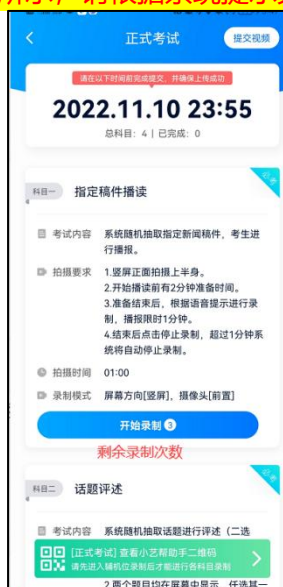 正式考试
提交视频
请在以下时间前完成提交，并确保上传成功
2022.11.10 23:55
总科目：4 | 已完成：0
必考
科目一 指定稿件播读
考试内容 系统随机抽取指定新闻稿件，考生进
行播报。
拍摄要求 1.竖屏正面拍摄上半身。
2.开始播读前有2分钟准备时间。
3.准备结束后，根据语音提示进行录
制，播报限时1分钟。
4.结束后点击停止录制，超过1分钟系
统将自动停止录制。
拍摄时间 01:00
录制模式 屏幕方向[竖屏]，摄像头[前置]
开始录制 3
剩余录制次数
科目二 话题评述
考试内容 系统随机抽取话题进行评述（二选
[正式考试] 查看小艺帮助手二维码
请先进入辅机位录制后才能进行各科目录制
2.两个题目均在屏幕中显示，任选其一